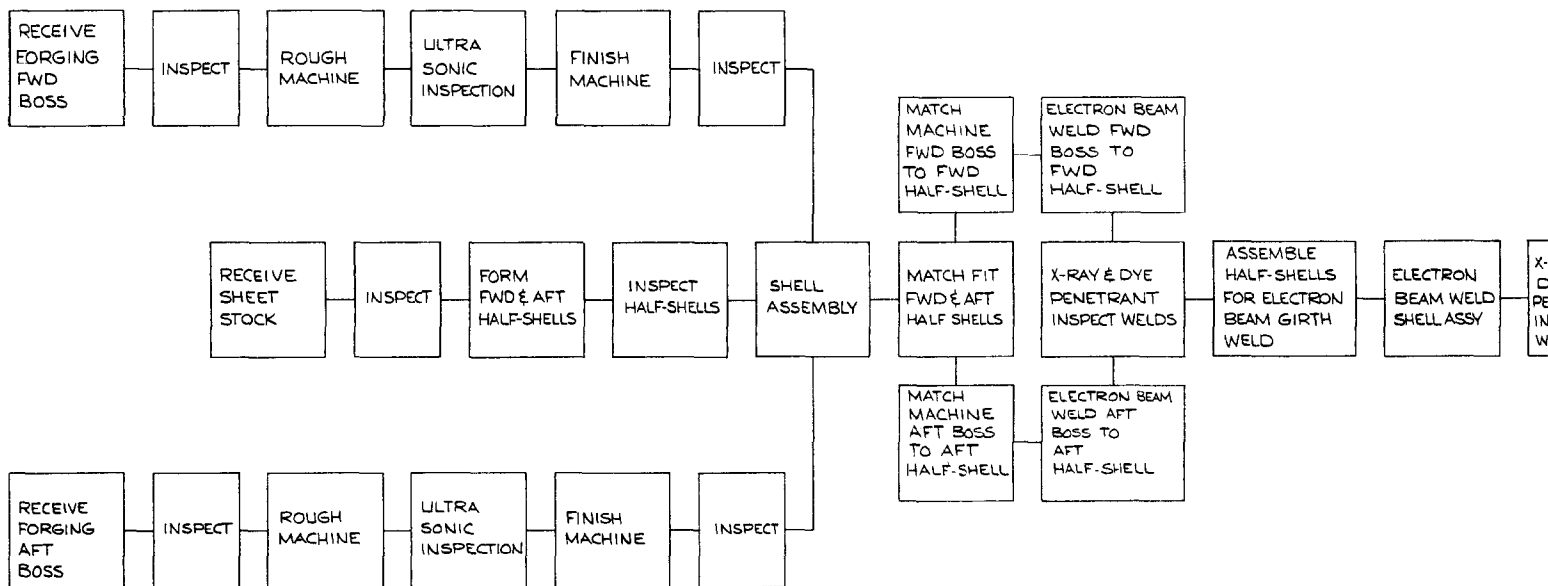 RECEIVE
FORGING
FWD
BOSS
INSPECT
ROUGH
MACHINE
ULTRA
SONIC
INSPECTION
FINISH
MACHINE
INSPECT
MATCH
MACHINE
FWD BOSS
TO FWD
HALF-SHELL
ELECTRON BEAM
WELD FWD
BOSS TO
FWD
HALF-SHELL
RECEIVE
SHEET
STOCK
INSPECT
FORM
FWD & AFT
HALF-SHELLS
INSPECT
HALF-SHELLS
SHELL
ASSEMBLY
MATCH FIT
FWD & AFT
HALF SHELLS
X-RAY & DYE
PENETRANT
INSPECT WELDS
ASSEMBLE
HALF-SHELLS
FOR ELECTRON
BEAM GIRTH
WELD
ELECTRON
BEAM WELD
SHELL ASSY
X-
D
PE
IN
W
MATCH
MACHINE
AFT BOSS
TO AFT
HALF-SHELL
ELECTRON BEAM
WELD AFT
BOSS TO
AFT
HALF-SHELL
RECEIVE
FORGING
AFT
BOSS
INSPECT
ROUGH
MACHINE
ULTRA
SONIC
INSPECTION
FINISH
MACHINE
INSPECT